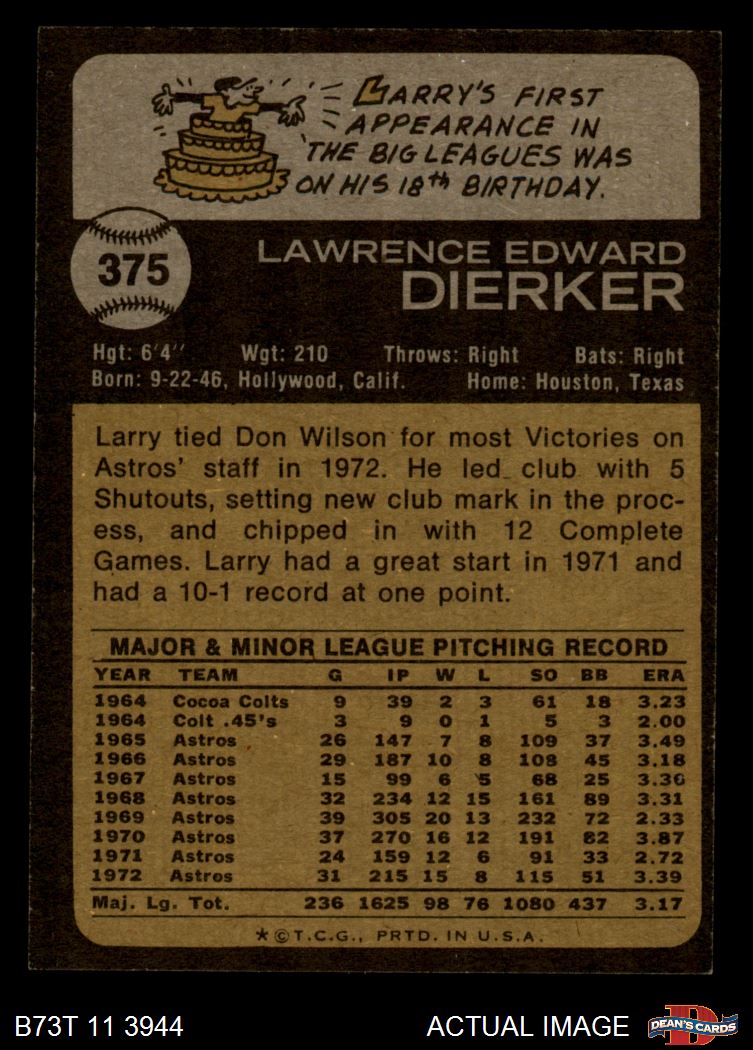 LARRY'S FIRST
APPEARANCE IN
THE BIG LEAGUES WAS
ON HIS 18th BIRTHDAY.
375
LAWRENCE EDWARD
DIERKER
Hgt: 6'4'' Wgt: 210 Throws: Right Bats: Right
Born: 9-22-46, Hollywood, Calif. Home: Houston, Texas
Larry tied Don Wilson for most Victories on
Astros' staff in 1972. He led club with 5
Shutouts, setting new club mark in the proc-
ess, and chipped in with 12 Complete
Games. Larry had a great start in 1971 and
had a 10-1 record at one point.
MAJOR & MINOR LEAGUE PITCHING RECORD
YEAR TEAM G IP W L SO BB ERA
1964 Cocoa Colts 9 39 2 3 61 18 3.23
1964 Colt .45's 3 9 0 1 5 3 2.00
1965 Astros 26 147 7 8 109 37 3.49
1966 Astros 29 187 10 8 108 45 3.18
1967 Astros 15 99 6 5 68 25 3.36
1968 Astros 32 234 12 15 161 89 3.31
1969 Astros 39 305 20 13 232 72 2.33
1970 Astros 37 270 16 12 191 82 3.87
1971 Astros 24 159 12 6 91 33 2.72
1972 Astros 31 215 15 8 115 51 3.39
Maj. Lg. Tot. 236 1625 98 76 1080 437 3.17
★©T.C.G., PRTD. IN U.S.A.
B73T 11 3944 ACTUAL IMAGE
D
DEAN'S CARDS